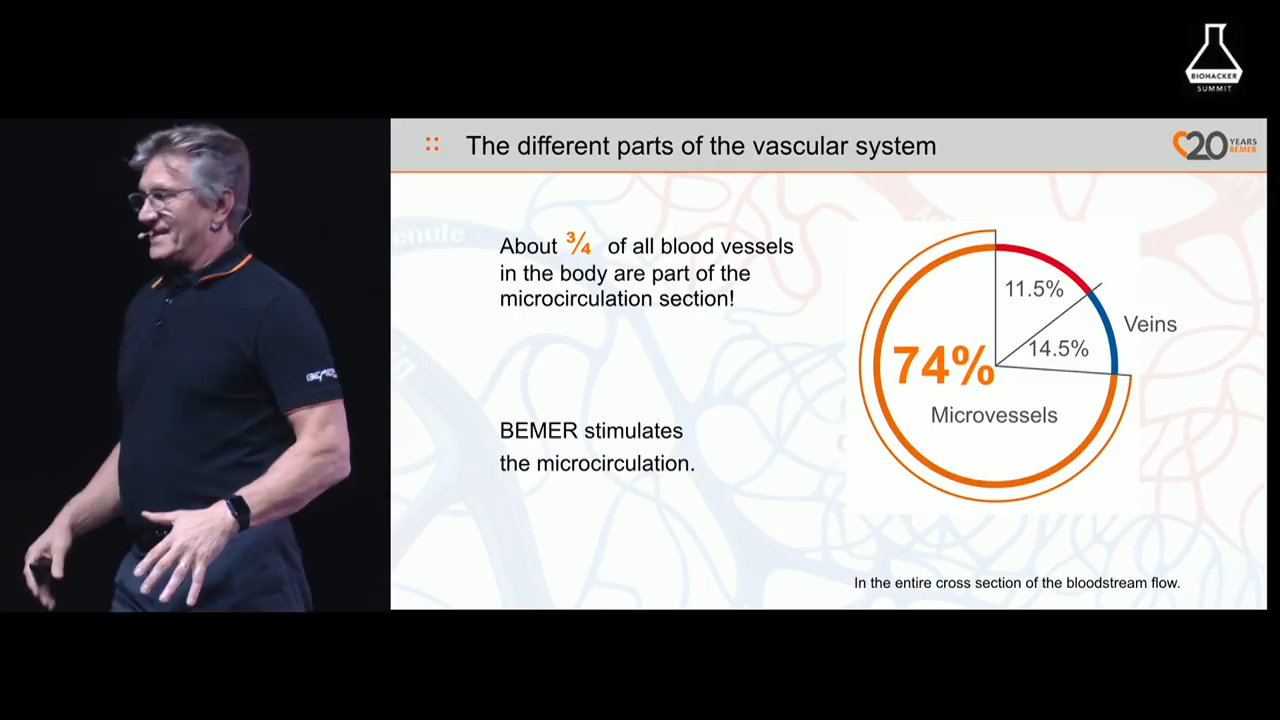 BIOHACKER
SUMMIT
The different parts of the vascular system
20 YEARS
BEMER
About ¾ of all blood vessels
in the body are part of the
microcirculation section!
BEMER stimulates
the microcirculation.
11.5%
Veins
14.5%
74%
Microvessels
In the entire cross section of the bloodstream flow.